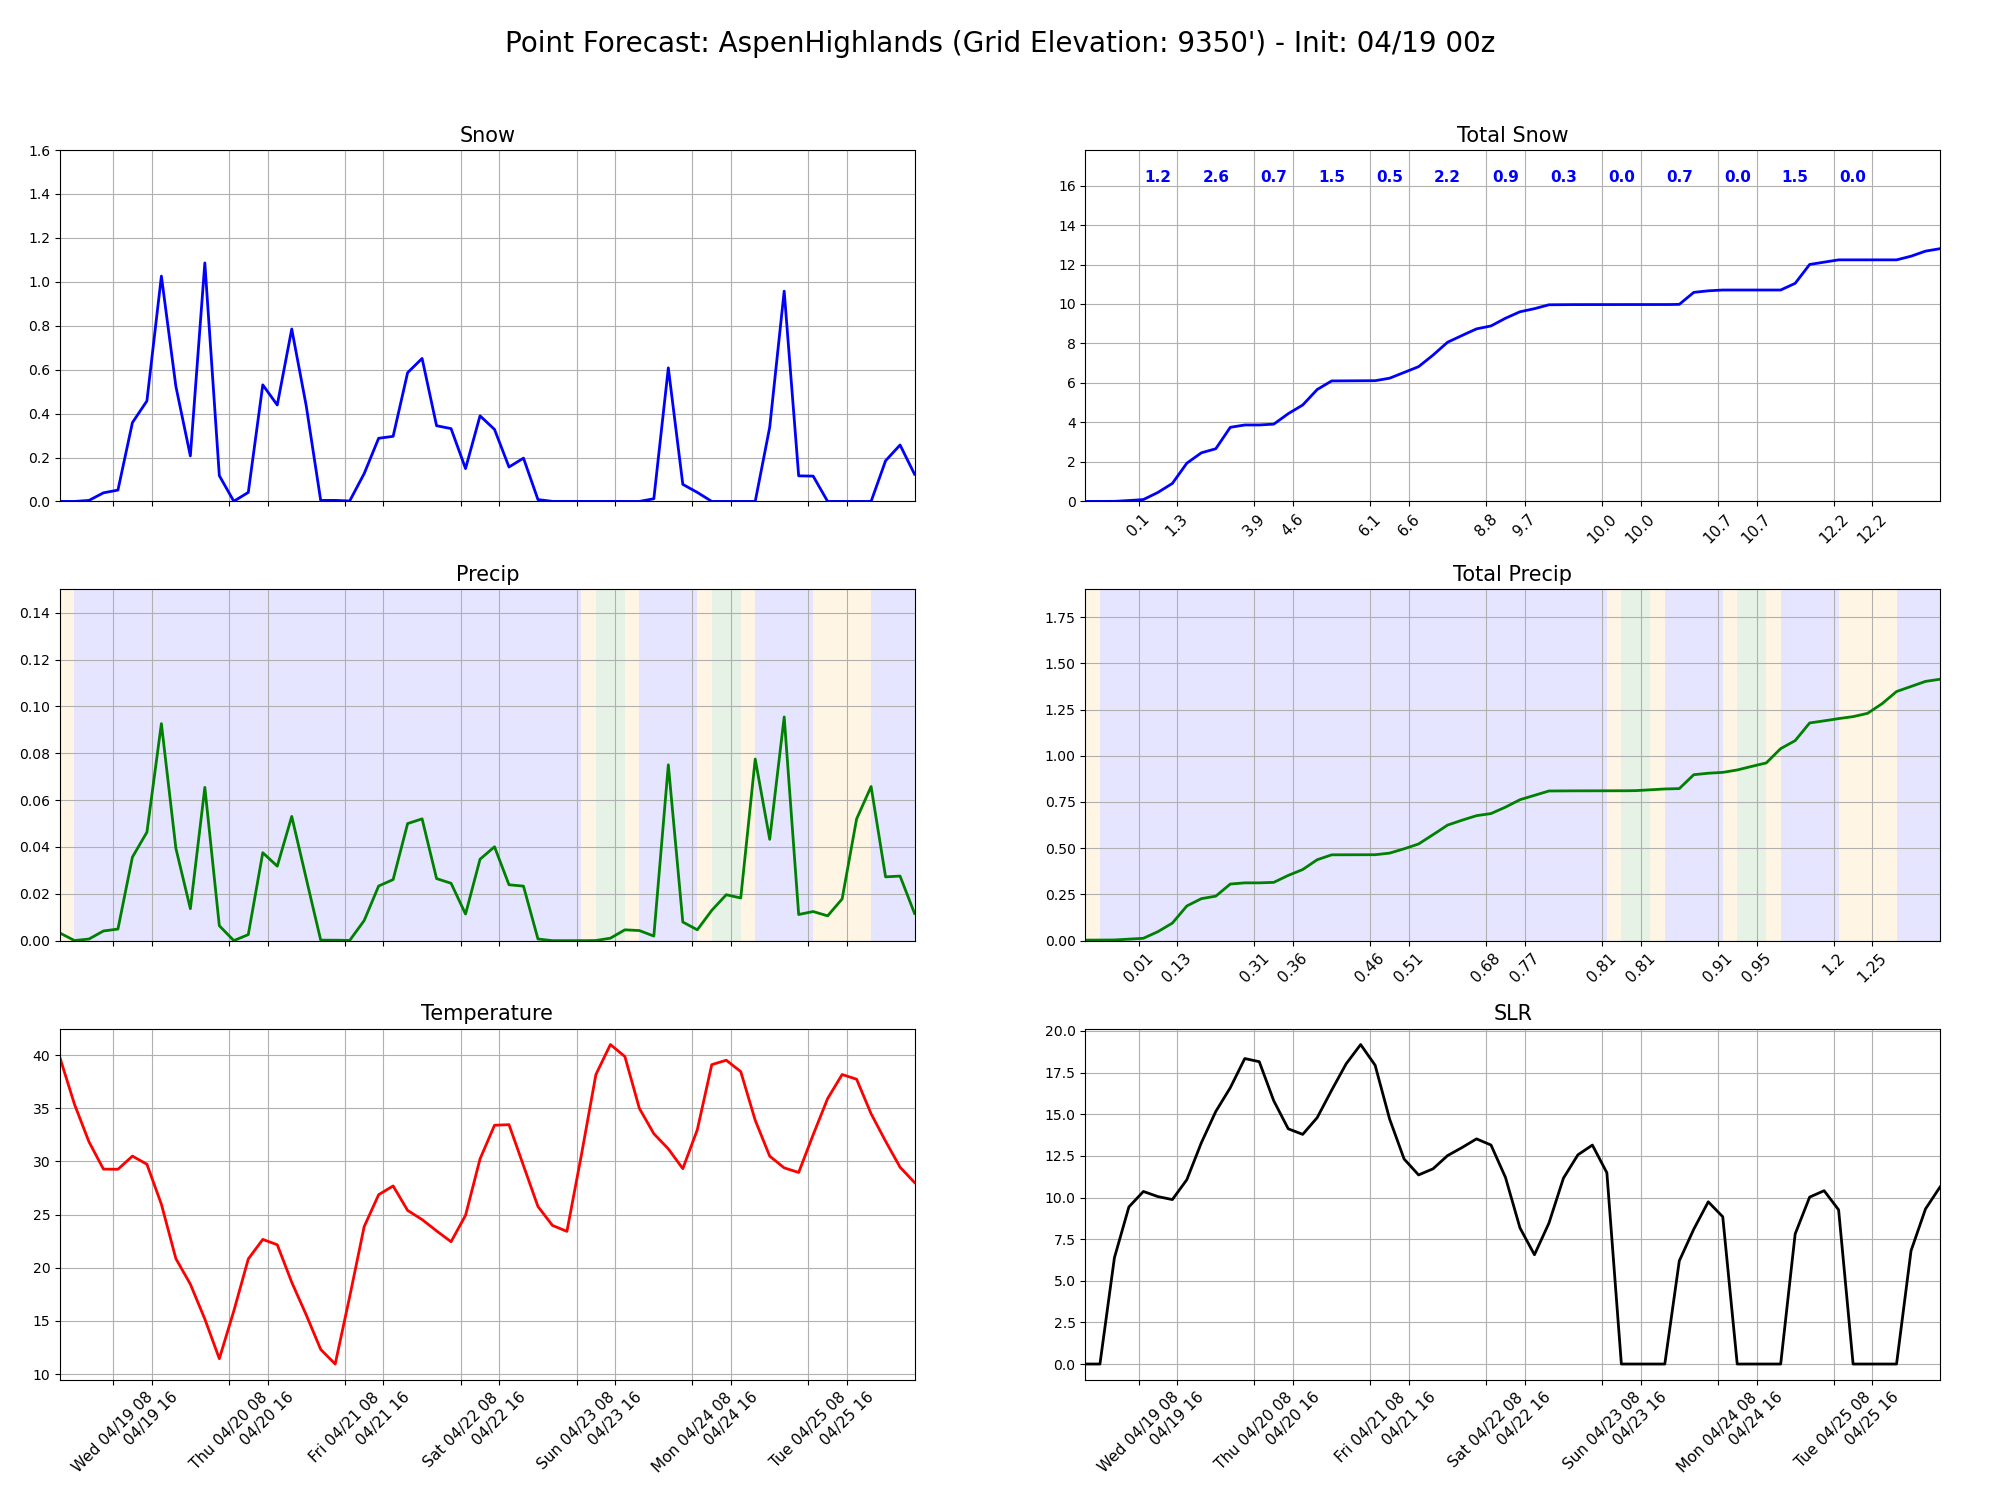 Point Forecast: AspenHighlands (Grid Elevation: 9350') - Init: 04/19 00z
Snow
1.6
1.4
1.2
1.0
0.8
0.6
0.4
0.2
0.0
Total Snow
1.2 2.6 0.7 1.5 0.5 2.2 0.9 0.3 0.0 0.7 0.0 1.5 0.0
16
14
12
10
8
6
4
2
0
0.1 1.3 3.9 4.6 6.1 6.6 8.8 9.7 10.0 10.0 10.7 10.7 12.2 12.2
Precip
0.14
0.12
0.10
0.08
0.06
0.04
0.02
0.00
Total Precip
1.75
1.50
1.25
1.00
0.75
0.50
0.25
0.00
0.01 0.13 0.31 0.36 0.46 0.51 0.68 0.77 0.81 0.81 0.91 0.95 1.2 1.25
Temperature
40
35
30
25
20
15
10
Wed 04/19 08
04/19 16
Thu 04/20 08
04/20 16
Fri 04/21 08
04/21 16
Sat 04/22 08
04/22 16
Sun 04/23 08
04/23 16
Mon 04/24 08
04/24 16
Tue 04/25 08
04/25 16
SLR
20.0
17.5
15.0
12.5
10.0
7.5
5.0
2.5
0.0
Wed 04/19 08
04/19 16
Thu 04/20 08
04/20 16
Fri 04/21 08
04/21 16
Sat 04/22 08
04/22 16
Sun 04/23 08
04/23 16
Mon 04/24 08
04/24 16
Tue 04/25 08
04/25 16